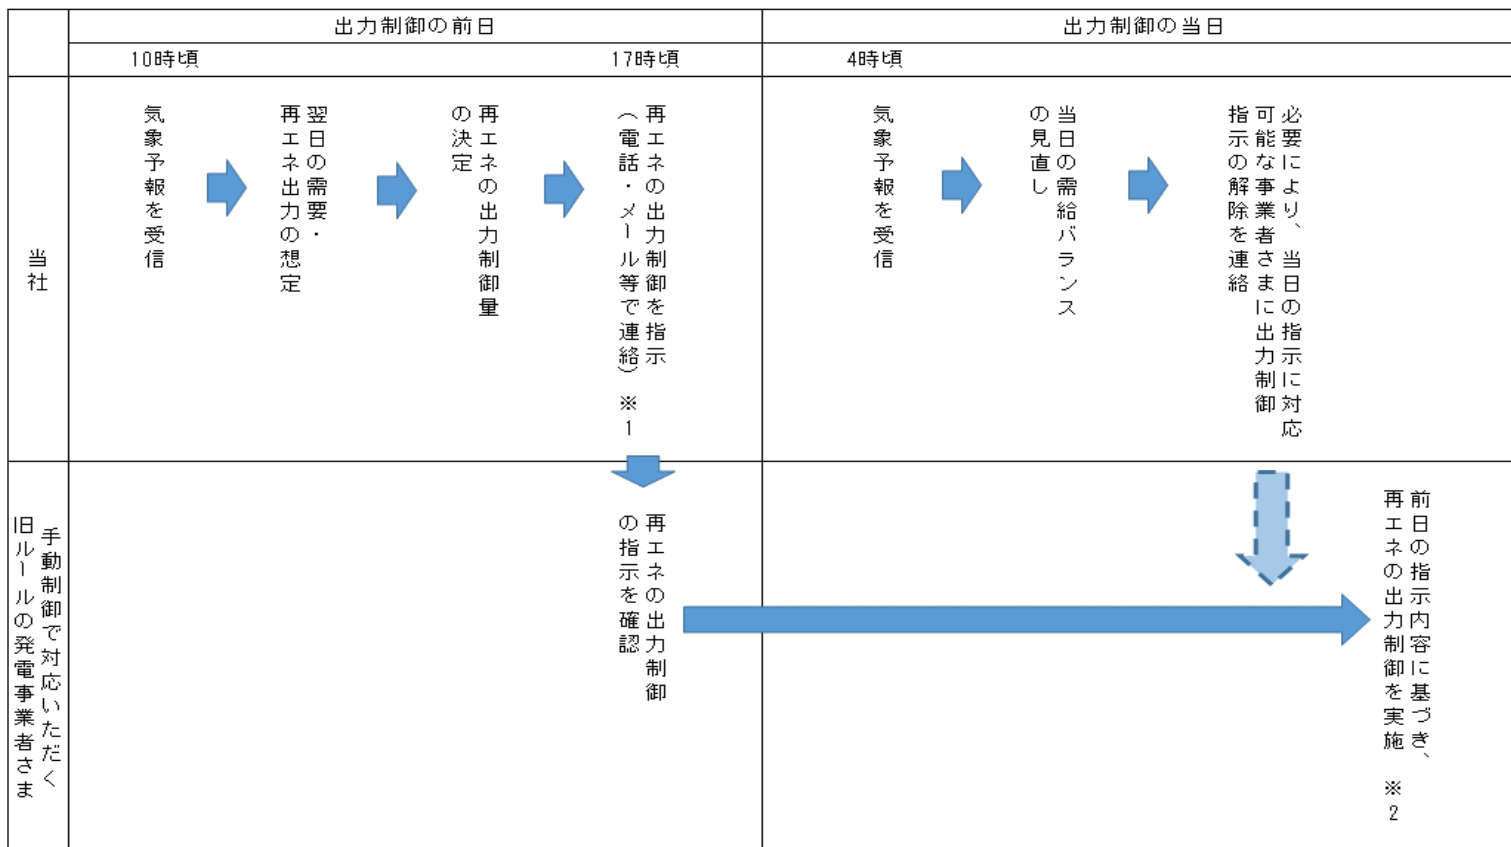 出力制御の前日
出力制御の当日
10時頃
17時頃
4時頃
当社
気象予報を受信
翌日の需要・
再エネ出力の想定
再エネの出力制御量
の決定
再エネの出力制御を指示
（電話・メール等で連絡）※1
気象予報を受信
当日の需給バランス
の見直し
必要により、当日の指示に対応
可能な事業者さまに出力制御
指示の解除を連絡
手動制御で対応いただく
旧ルールの発電事業者さま
再エネの出力制御
の指示を確認
前日の指示内容に基づき、
再エネの出力制御を実施 ※2